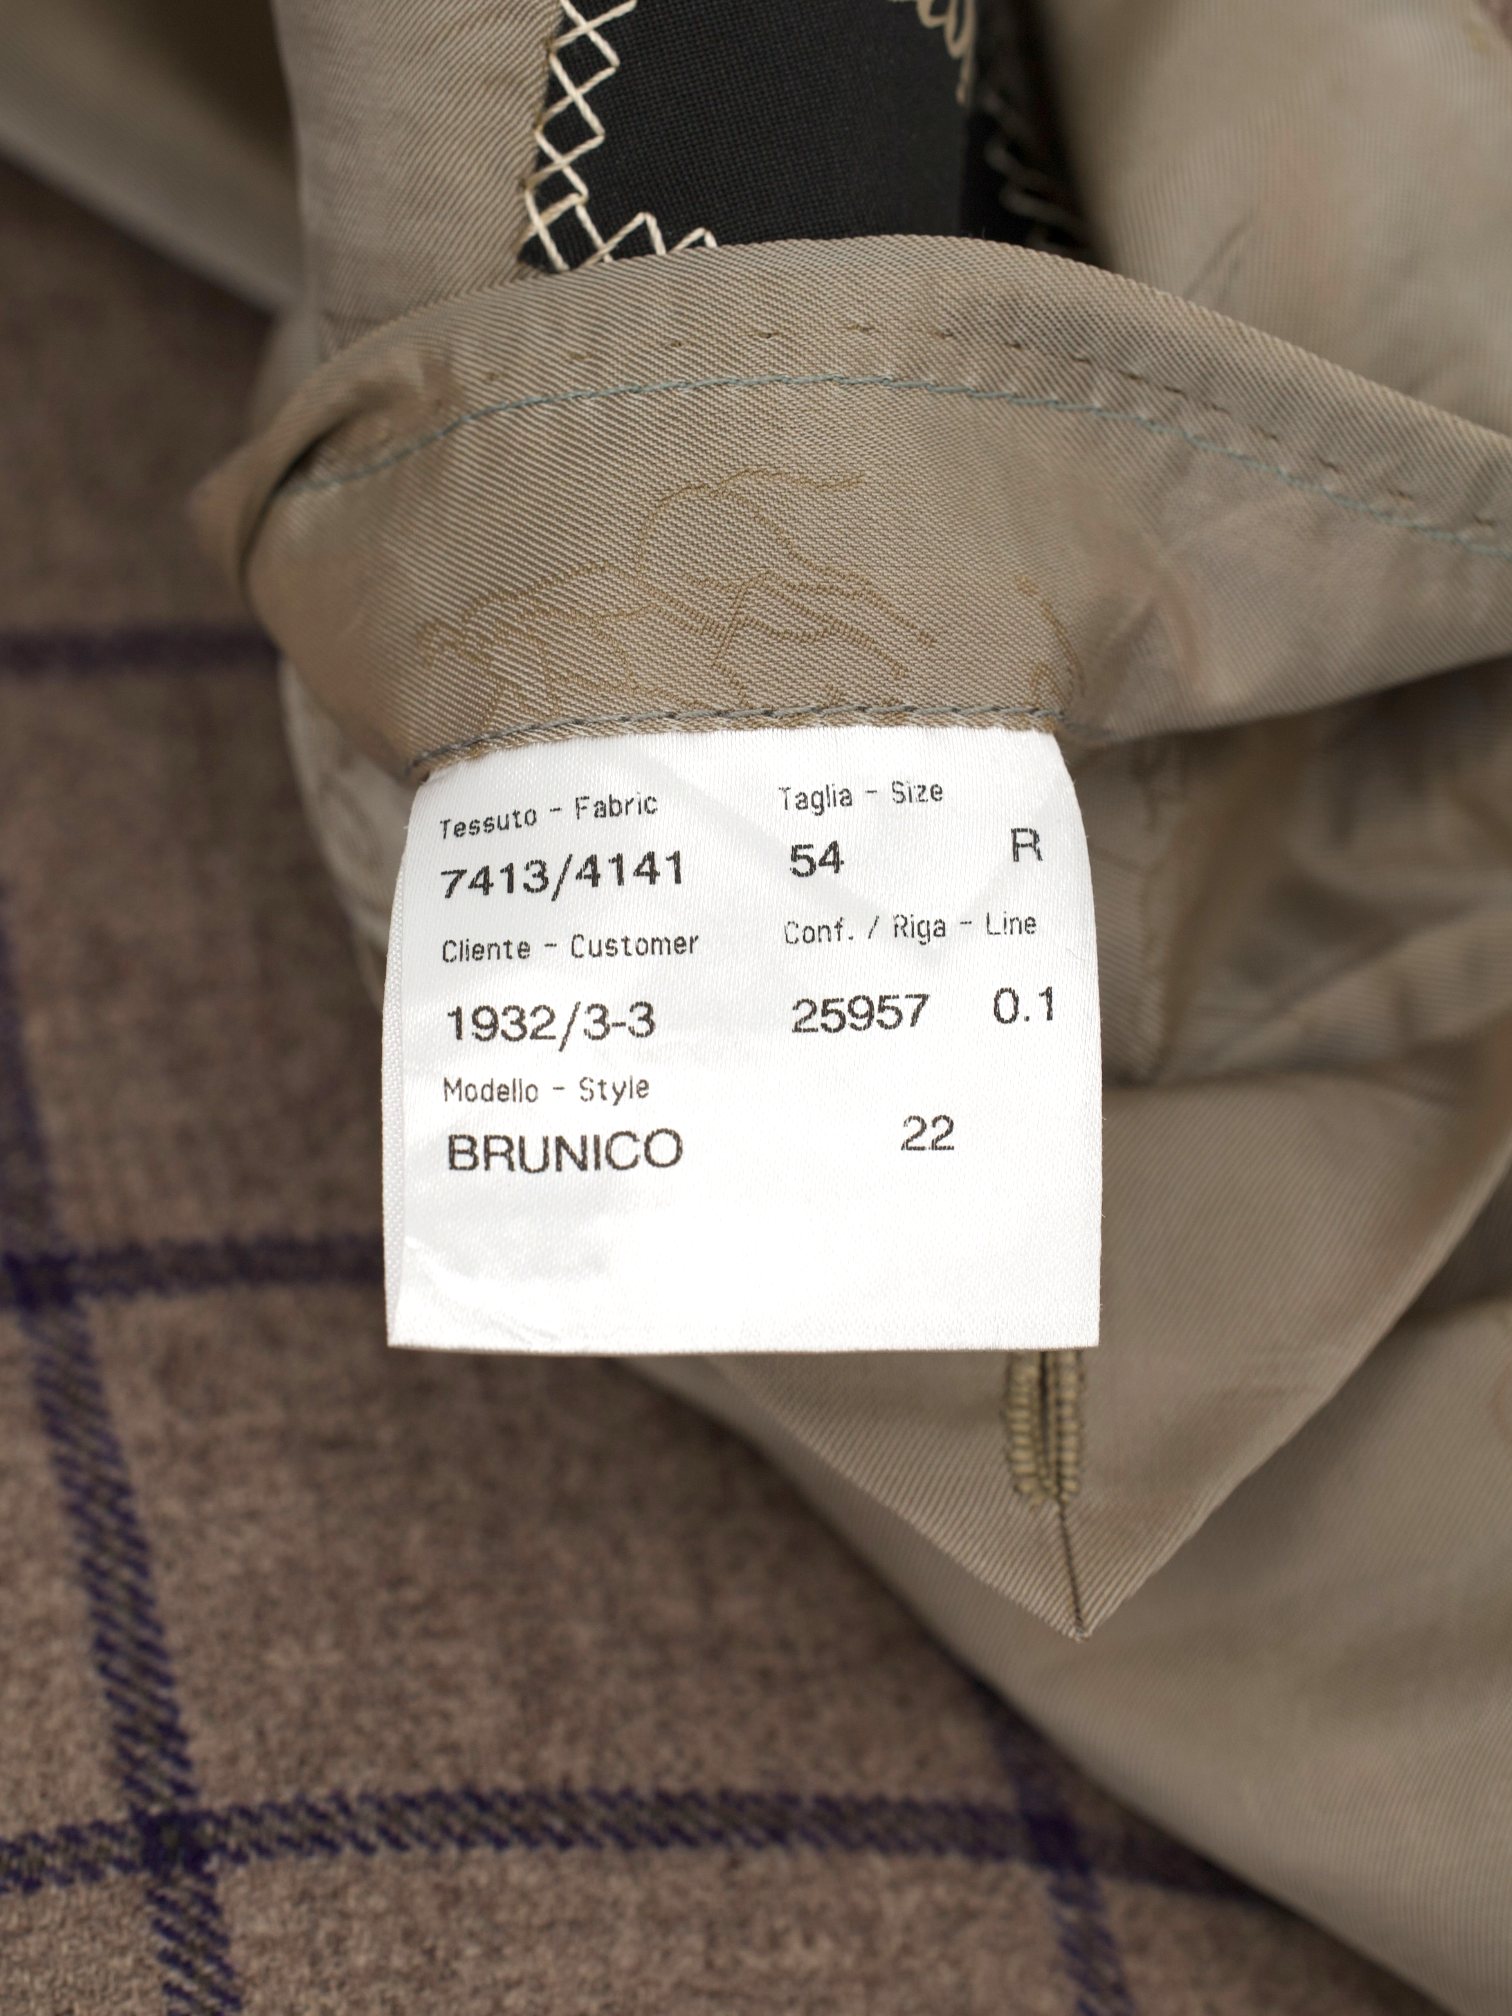 Tessuto - Fabric Taglia - Size
7413/4141 54 R
Cliente - Customer Conf. / Riga - Line
1932/3-3 25957 0.1
Modello - Style
BRUNICO 22